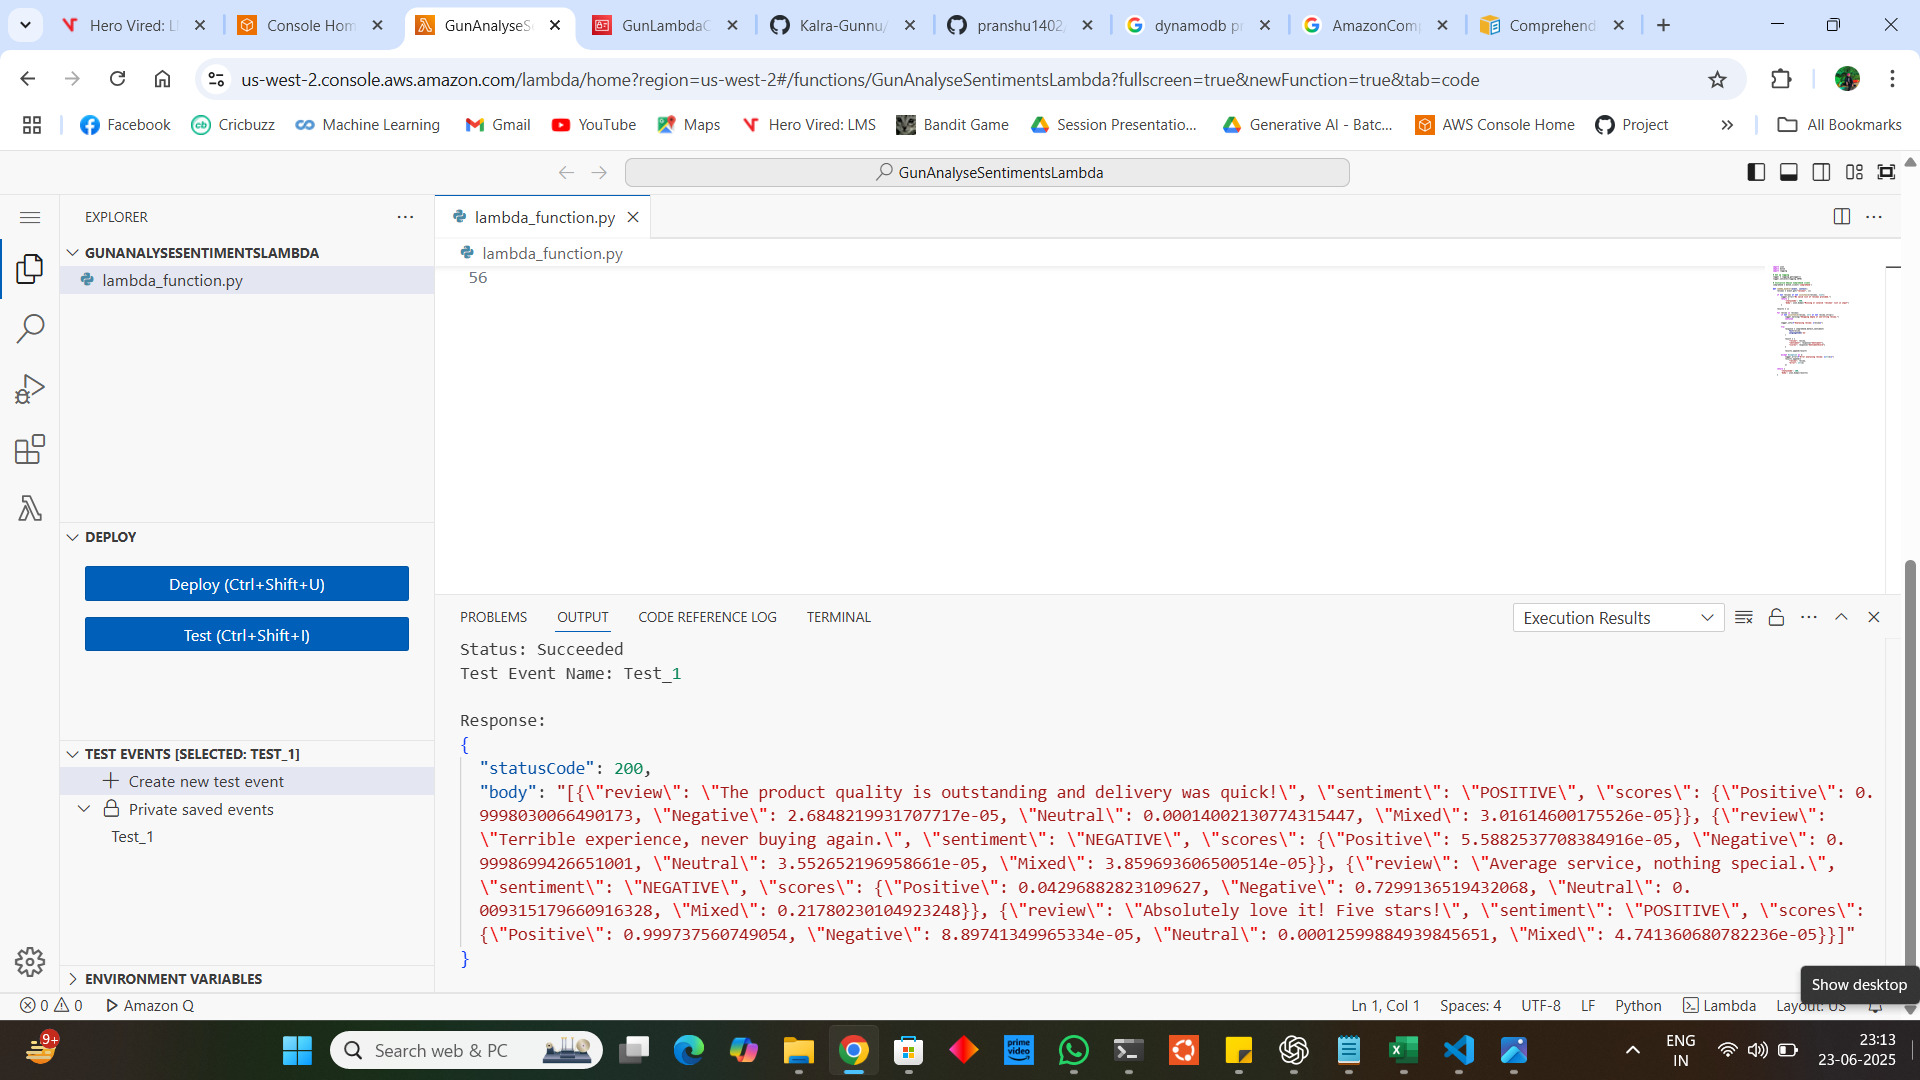 Hero Vired: L
Console Hom
GunAnalyseSe
GunLambdaC
Kalra-Gunnu/
pranshu1402/
dynamodb pr
AmazonComp
Comprehend
us-west-2.console.aws.amazon.com/lambda/home?region=us-west-2#/functions/GunAnalyseSentimentsLambda?fullscreen=true&newFunction=true&tab=code
Facebook
Cricbuzz
Machine Learning
Gmail
YouTube
Maps
Hero Vired: LMS
Bandit Game
Session Presentatio...
Generative AI - Batc...
AWS Console Home
Project
All Bookmarks
GunAnalyseSentimentsLambda
EXPLORER
GUNANALYSESENTIMENTSLAMBDA
lambda_function.py
lambda_function.py
lambda_function.py
56
DEPLOY
Deploy (Ctrl+Shift+U)
Test (Ctrl+Shift+I)
TEST EVENTS [SELECTED: TEST_1]
Create new test event
Private saved events
Test_1
ENVIRONMENT VARIABLES
PROBLEMS
OUTPUT
CODE REFERENCE LOG
TERMINAL
Execution Results
Status: Succeeded
Test Event Name: Test_1
Response:
{
"statusCode": 200,
"body": "[{\"review\": \"The product quality is outstanding and delivery was quick!\", \"sentiment\": \"POSITIVE\", \"scores\": {\"Positive\": 0.
9998030066490173, \"Negative\": 2.6848219931707717e-05, \"Neutral\": 0.00014002130774315447, \"Mixed\": 3.01614600175526e-05}}, {\"review\":
\"Terrible experience, never buying again.\", \"sentiment\": \"NEGATIVE\", \"scores\": {\"Positive\": 5.5882537708384916e-05, \"Negative\": 0.
9998699426651001, \"Neutral\": 3.552652196958661e-05, \"Mixed\": 3.859693606500514e-05}}, {\"review\": \"Average service, nothing special.\",
\"sentiment\": \"NEGATIVE\", \"scores\": {\"Positive\": 0.04296882823109627, \"Negative\": 0.7299136519432068, \"Neutral\": 0.
009315179660916328, \"Mixed\": 0.21780230104923248}}, {\"review\": \"Absolutely love it! Five stars!\", \"sentiment\": \"POSITIVE\", \"scores\":
{\"Positive\": 0.999737560749054, \"Negative\": 8.89741349965334e-05, \"Neutral\": 0.00012599884939845651, \"Mixed\": 4.741360680782236e-05}}]"
}
Show desktop
0 0
Amazon Q
Ln 1, Col 1
Spaces: 4
UTF-8
LF
Python
Lambda
Layout: US
9+
Search web & PC
prime video
ENG
IN
23:13
23-06-2025